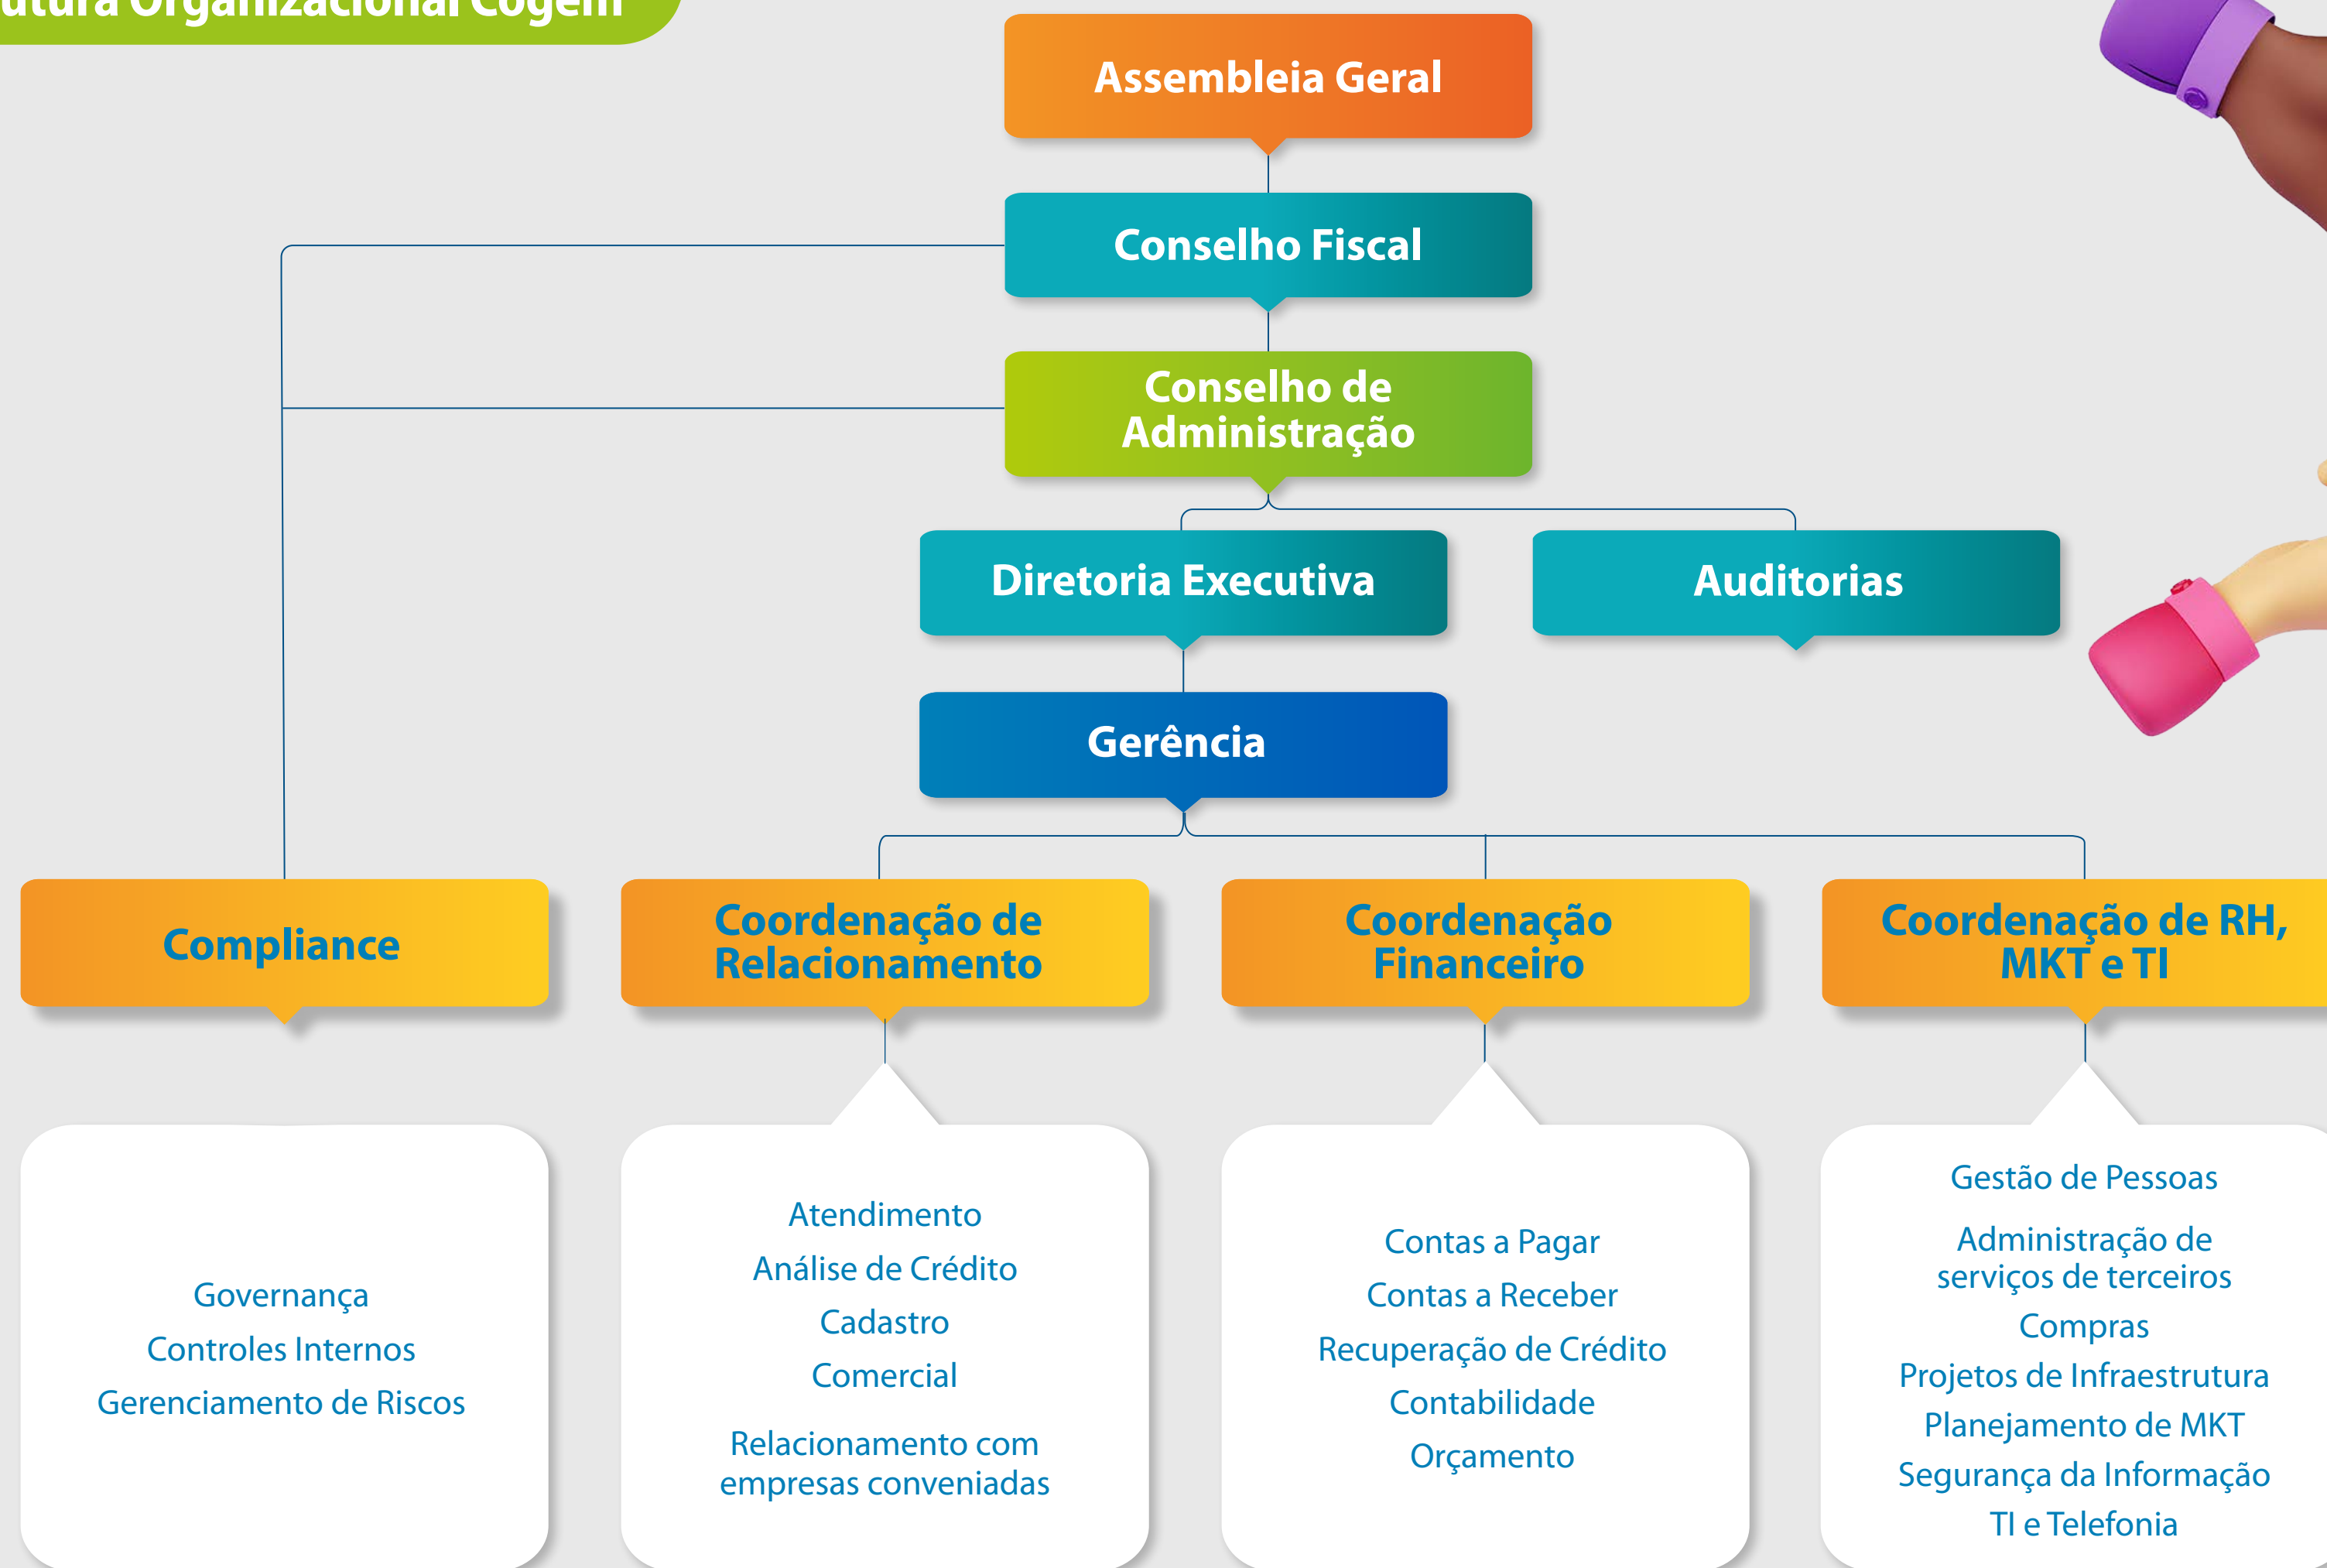 Organizacional Cogem
Assembleia Geral
Conselho Fiscal
Conselho de
Administração
Diretoria Executiva
Auditorias
Gerência
Compliance
Coordenação de
Relacionamento
Coordenação
Financeiro
Coordenação de RH,
MKT e TI
Governança
Controles Internos
Gerenciamento de Riscos
Atendimento
Análise de Crédito
Cadastro
Comercial
Relacionamento com
empresas conveniadas
Contas a Pagar
Contas a Receber
Recuperação de Crédito
Contabilidade
Orçamento
Gestão de Pessoas
Administração de
serviços de terceiros
Compras
Projetos de Infraestrutura
Planejamento de MKT
Segurança da Informação
TI e Telefonia